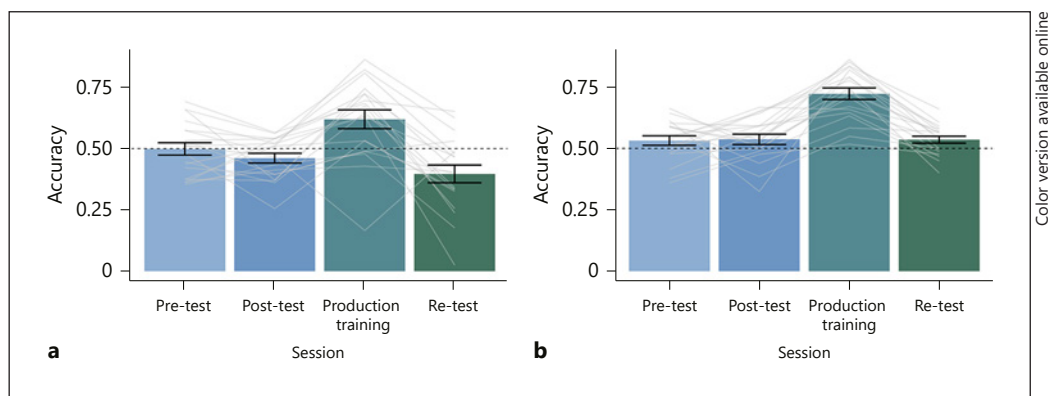 Color version available online
Accuracy
0.75
0.50
0.25
0
Pre-test
Post-test
Production
training
Re-test
Session
a
Accuracy
0.75
0.50
0.25
0
Pre-test
Post-test
Production
training
Re-test
Session
b